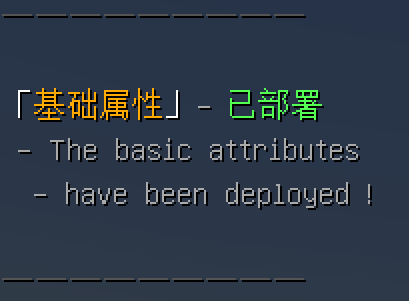 「基础属性」 - 已部署
- The basic attributes
- have been deployed !